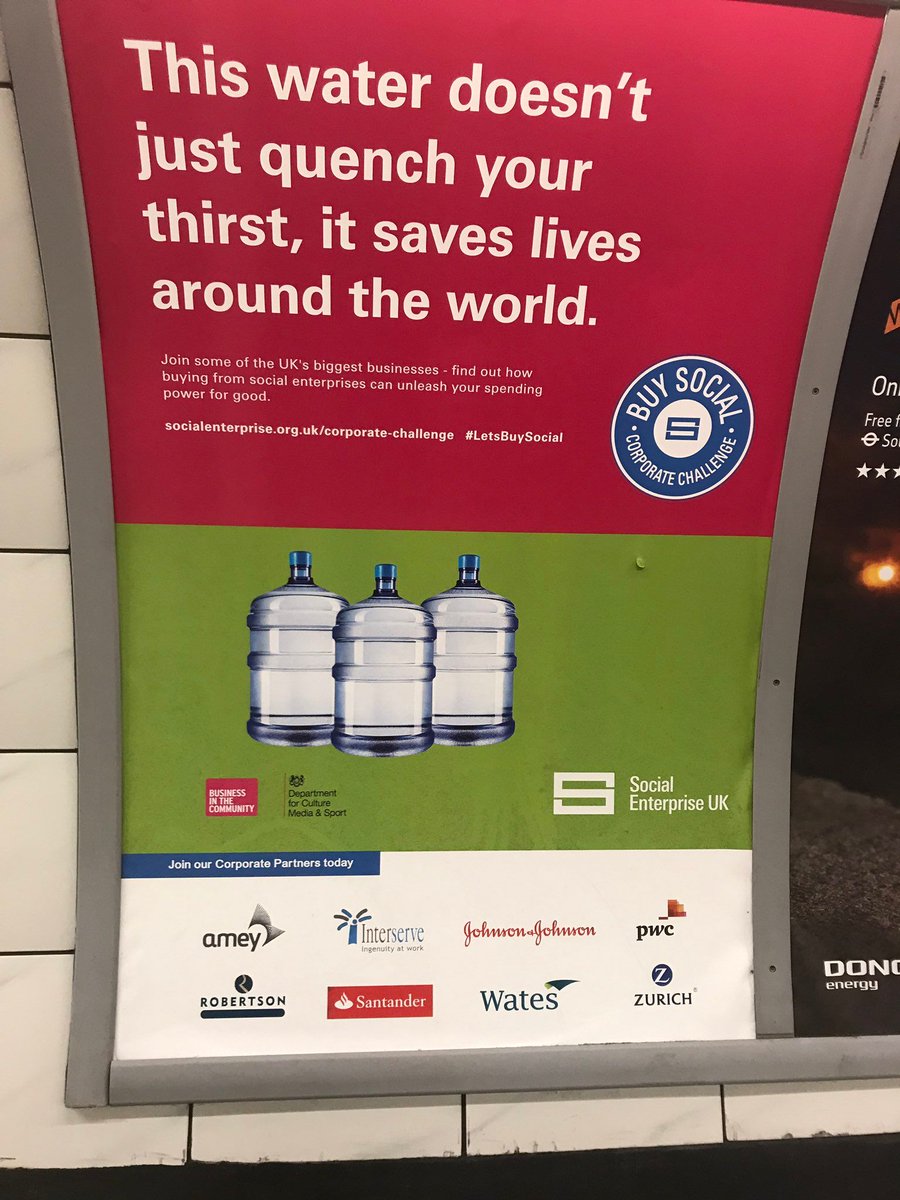 This water doesn't
just quench your
thirst, it saves lives
around the world.
Join some of the UK's biggest businesses - find out how
buying from social enterprises can unleash your spending
power for good.
socialenterprise.org.uk/corporate-challenge #LetsBuySocial
BUY SOCIAL
CORPORATE CHALLENGE
BUSINESS
IN THE
COMMUNITY
Department
for Culture
Media & Sport
Social
Enterprise UK
Join our Corporate Partners today
amey
Interserve
Ingenuity at work
Johnson & Johnson
pwc
ROBERTSON
Santander
Wates
Z
ZURICH
Free
energy